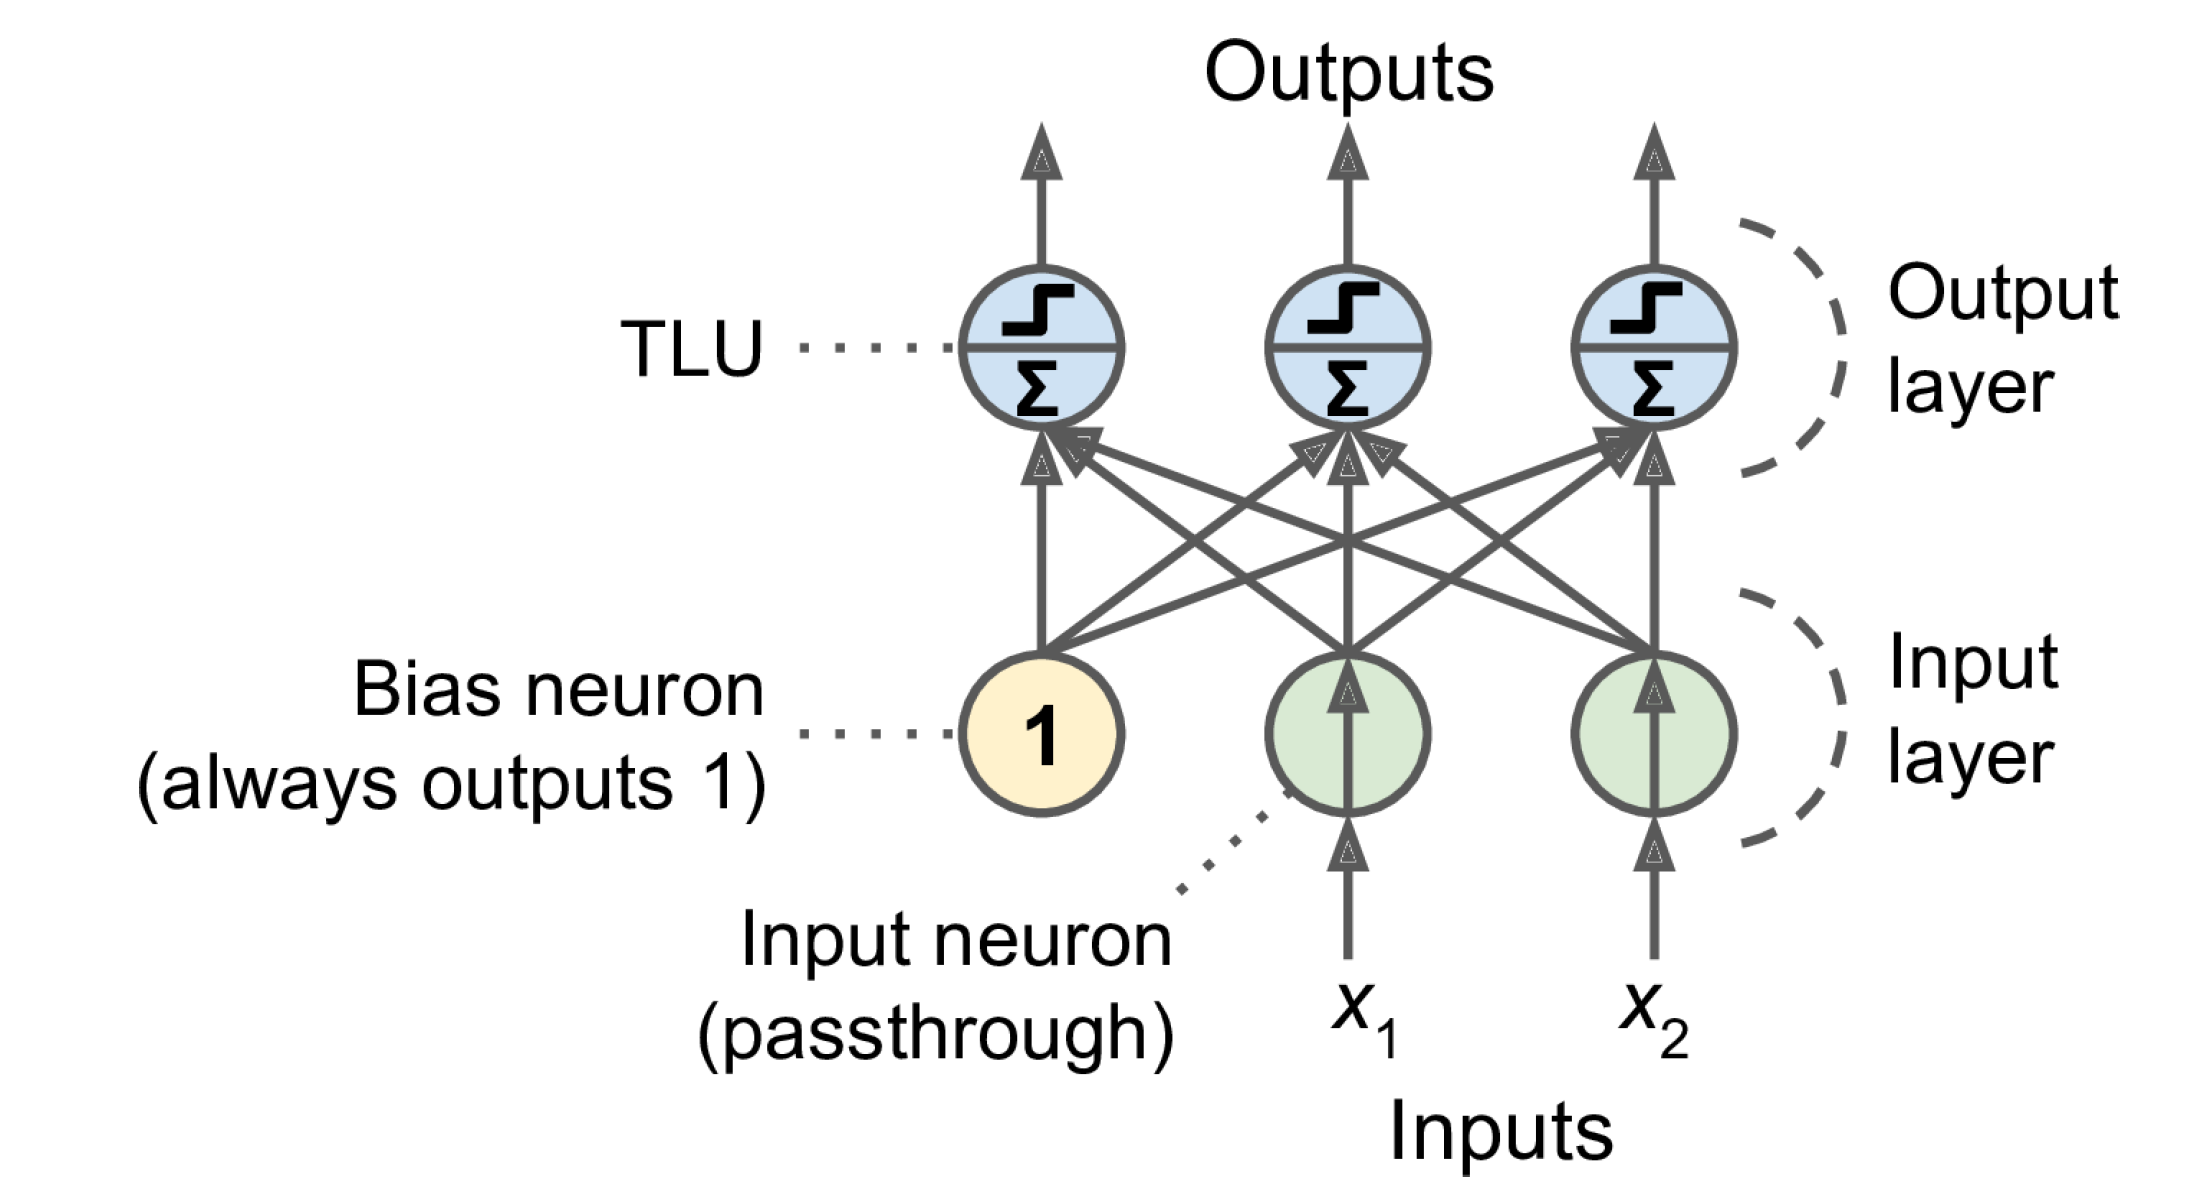 Outputs
TLU
Σ
Σ
Σ
Output
layer
Bias neuron
(always outputs 1)
1
Input
layer
Input neuron
(passthrough)
x1
x2
Inputs